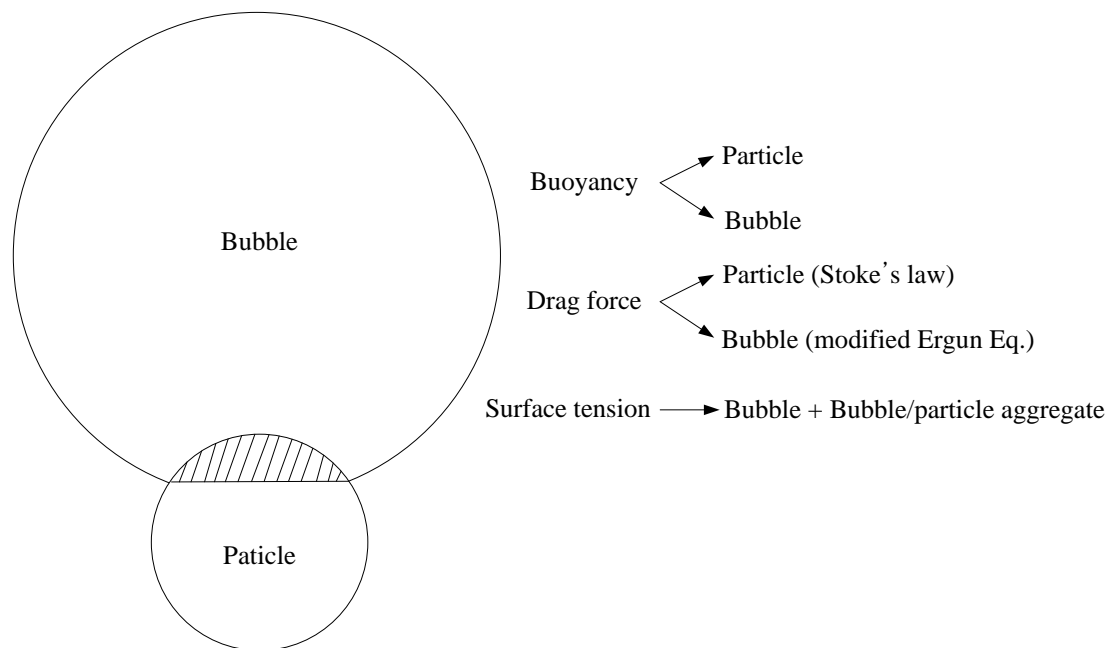 Bubble
Paticle
Buoyancy
Particle
Bubble
Drag force
Particle (Stoke's law)
Bubble (modified Ergun Eq.)
Surface tension
Bubble + Bubble/particle aggregate